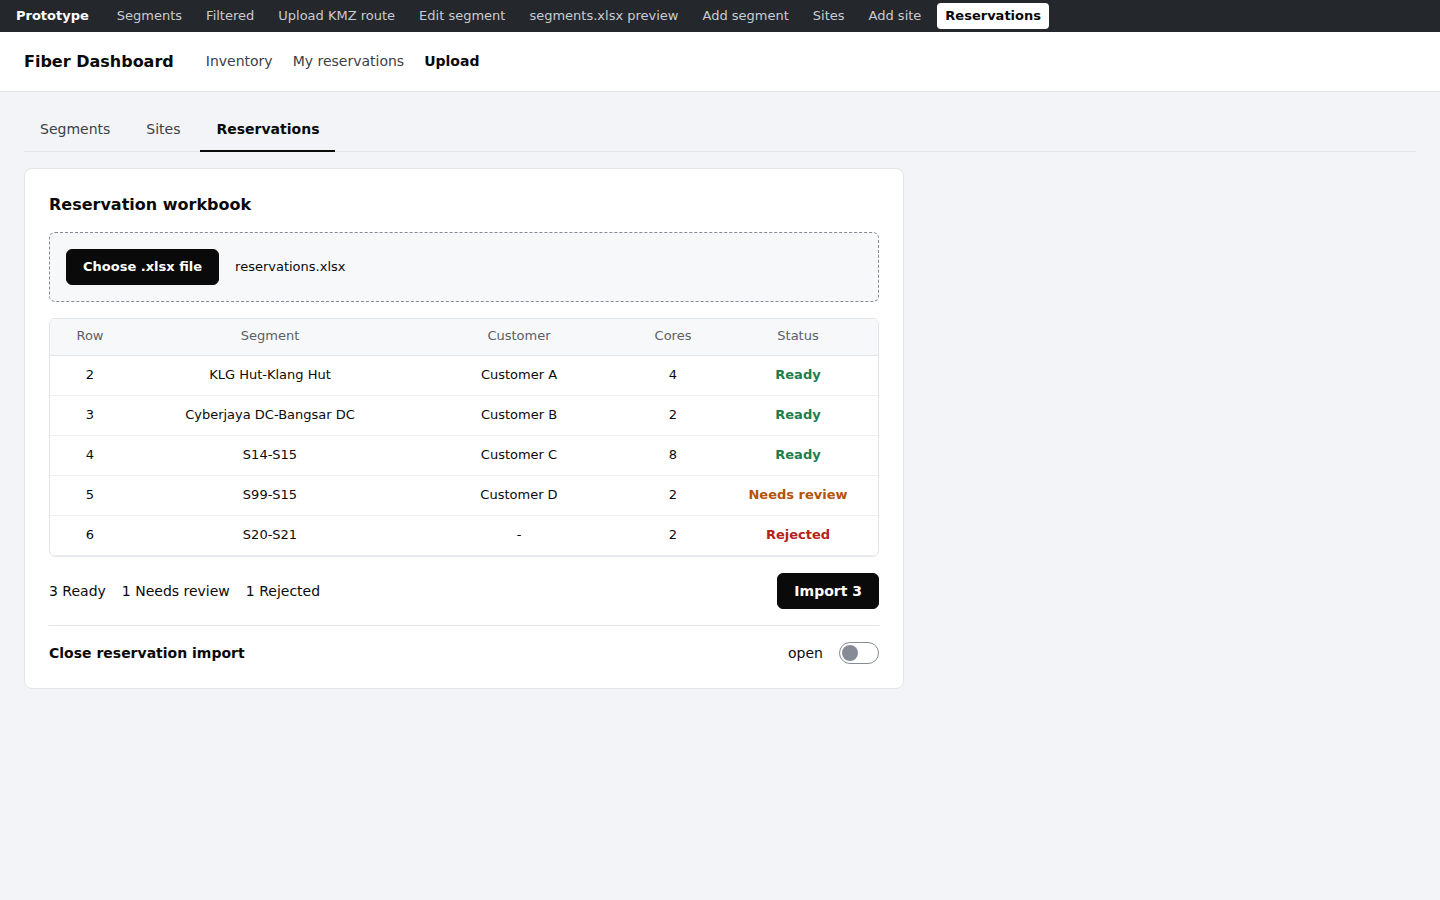 Prototype Segments Filtered Upload KMZ route Edit segment segments.xlsx preview Add segment Sites Add site Reservations
Fiber Dashboard Inventory My reservations Upload
Segments Sites Reservations
Reservation workbook
Choose .xlsx file reservations.xlsx
Row Segment Customer Cores Status
2 KLG Hut-Klang Hut Customer A 4 Ready
3 Cyberjaya DC-Bangsar DC Customer B 2 Ready
4 S14-S15 Customer C 8 Ready
5 S99-S15 Customer D 2 Needs review
6 S20-S21 - 2 Rejected
3 Ready 1 Needs review 1 Rejected Import 3
Close reservation import open